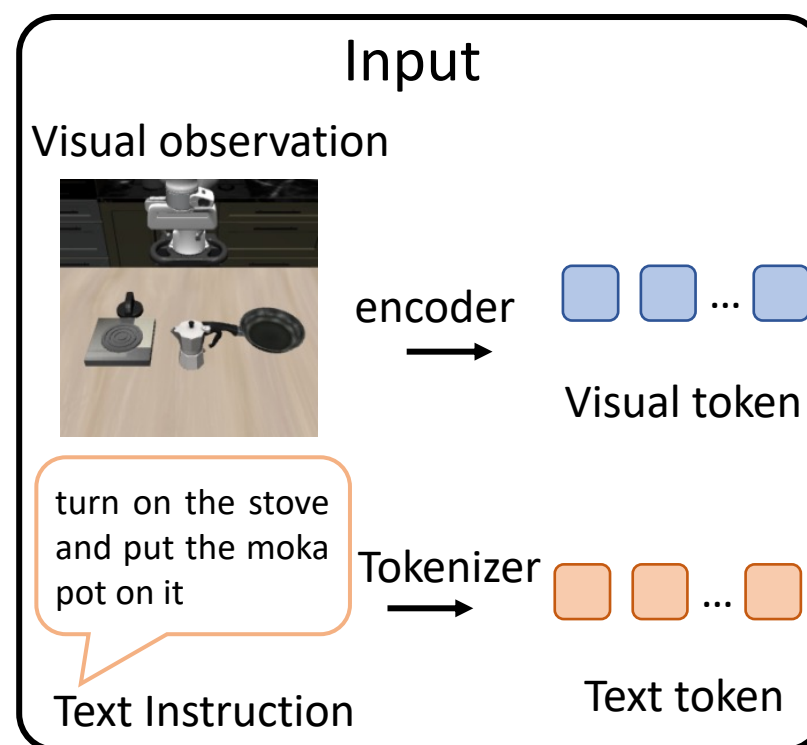 Input
Visual observation
encoder
...
Visual token
turn on the stove
and put the moka
pot on it
Tokenizer
...
Text Instruction
Text token